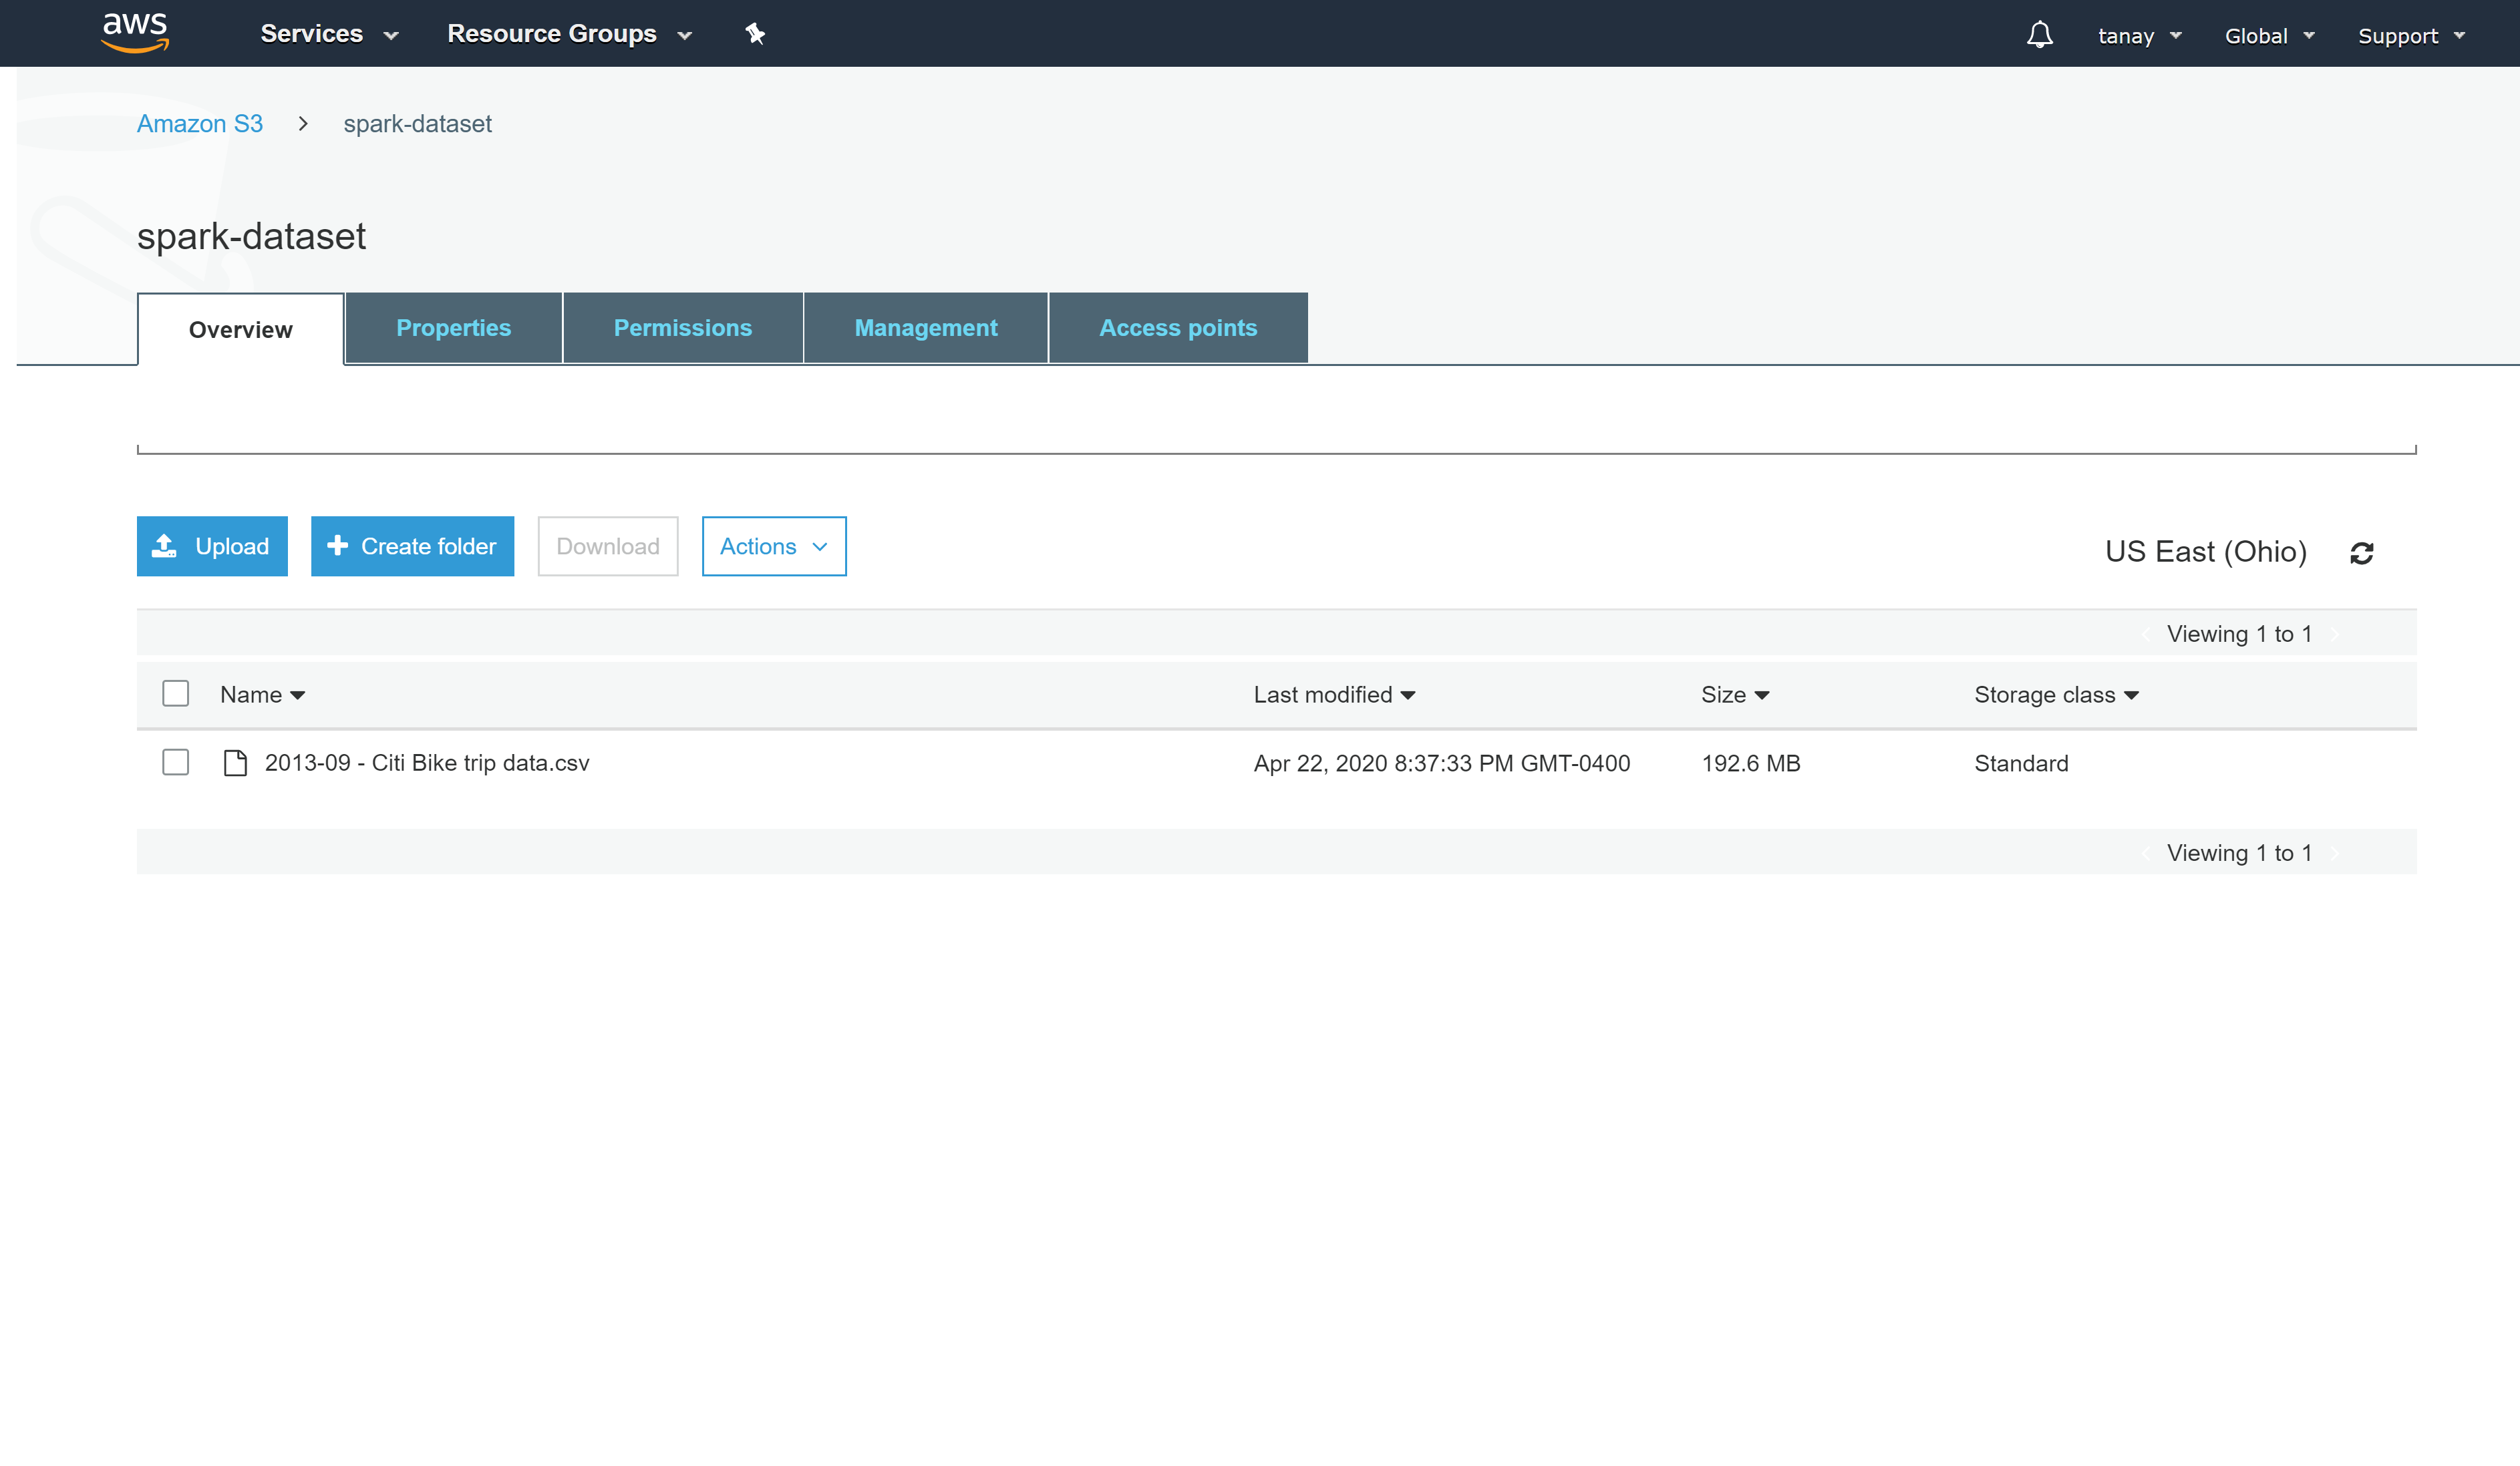 aws Services Resource Groups tanay Global Support
Amazon S3 > spark-dataset
spark-dataset
Overview Properties Permissions Management Access points
Upload Create folder Download Actions US East (Ohio)
Viewing 1 to 1
Name Last modified Size Storage class
2013-09 - Citi Bike trip data.csv Apr 22, 2020 8:37:33 PM GMT-0400 192.6 MB Standard
Viewing 1 to 1